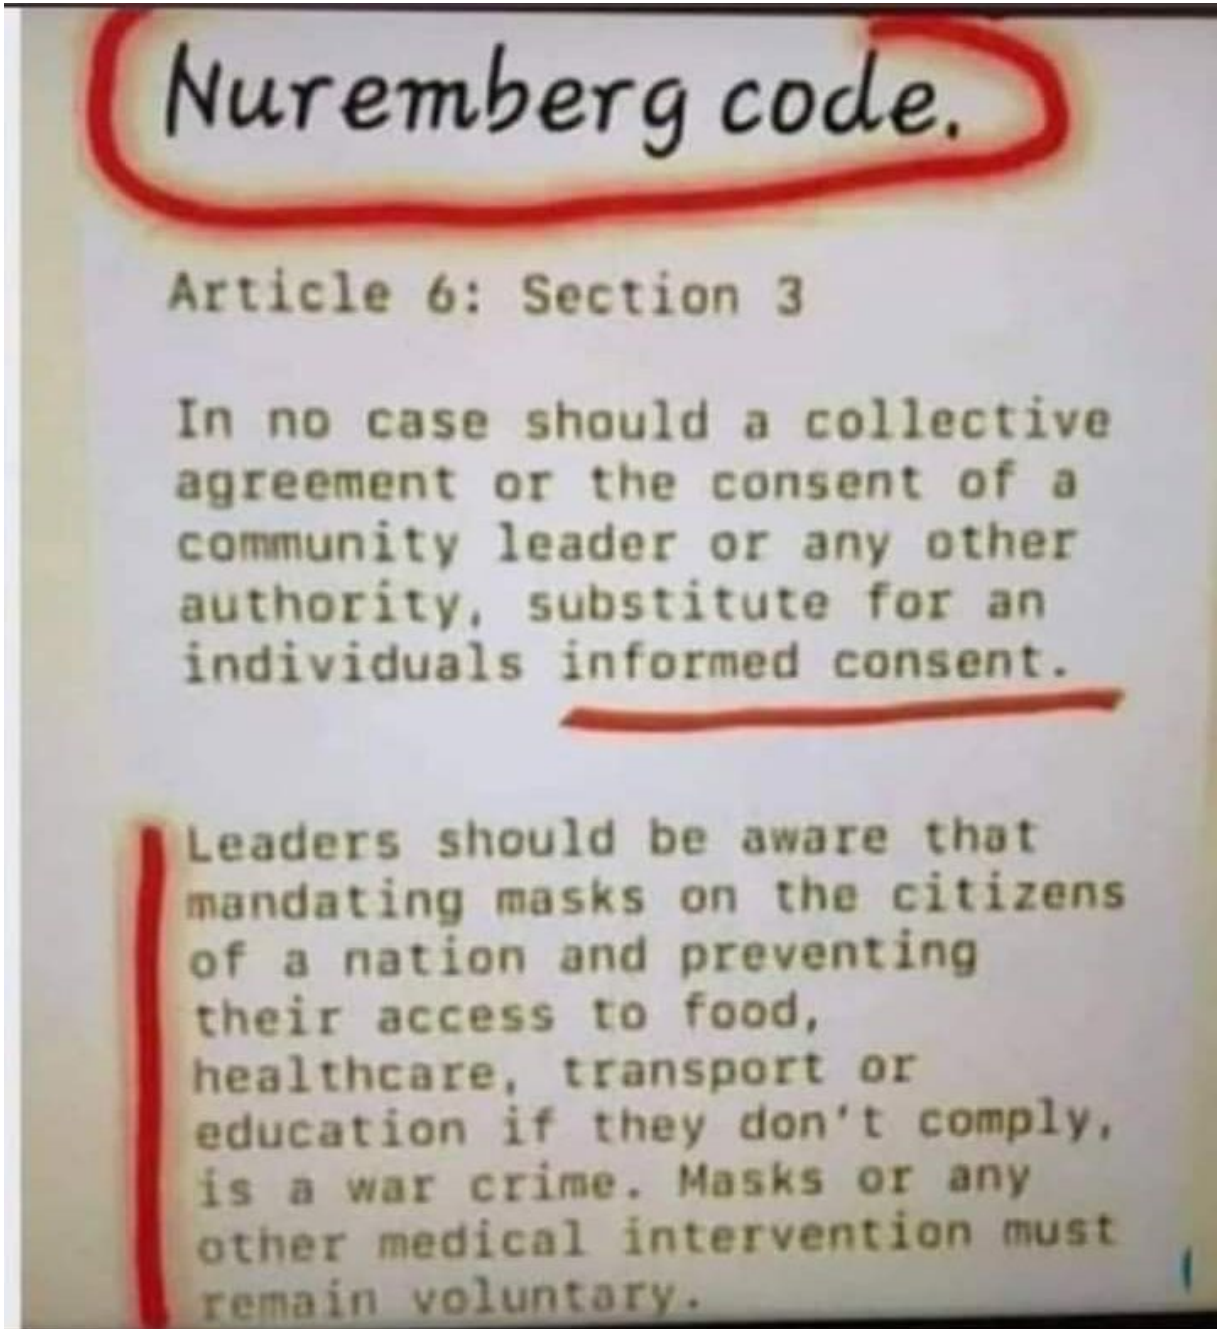 Nuremberg code.
Article 6: Section 3
In no case should a collective
agreement or the consent of a
community leader or any other
authority, substitute for an
individuals informed consent.
Leaders should be aware that
mandating masks on the citizens
of a nation and preventing
their access to food,
healthcare, transport or
education if they don't comply,
is a war crime. Masks or any
other medical intervention must
remain voluntary.